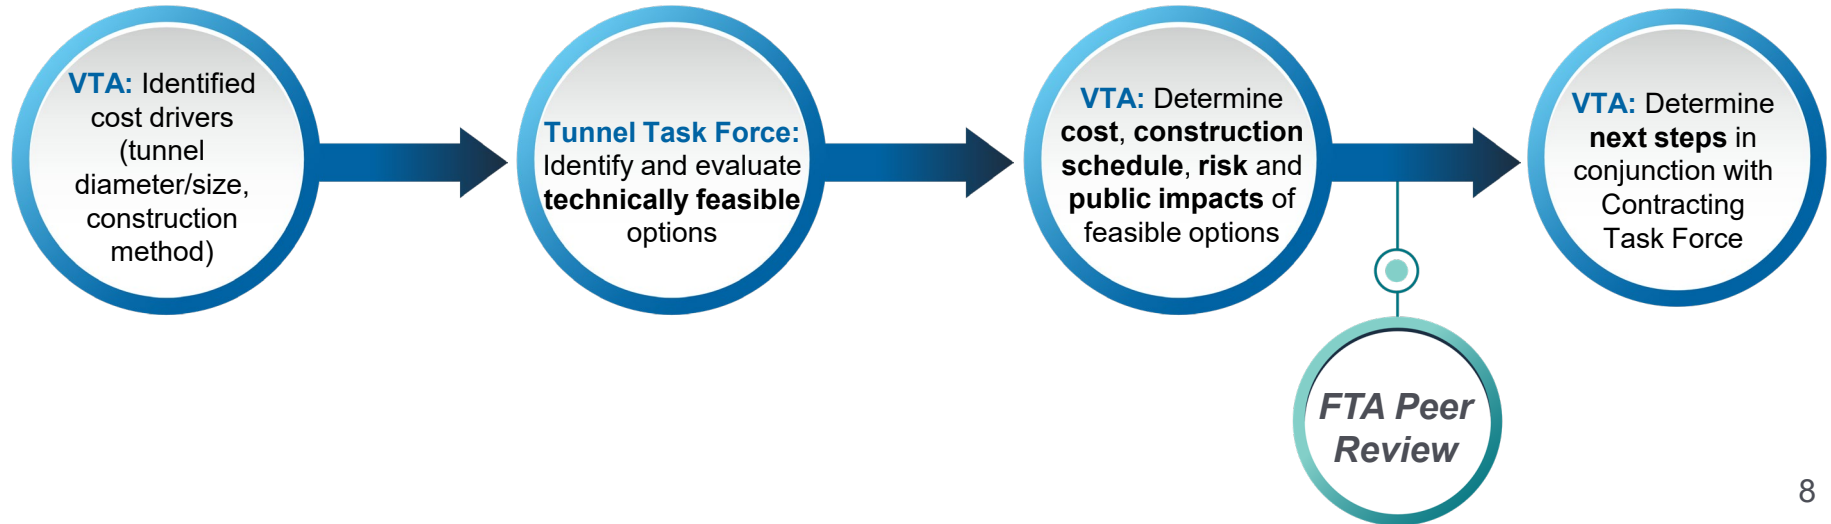 VTA: Identified
cost drivers
(tunnel
diameter/size,
construction
method)
Tunnel Task Force:
Identify and evaluate
technically feasible
options
VTA: Determine
cost, construction
schedule, risk and
public impacts of
feasible options
FTA Peer
Review
VTA: Determine
next steps in
conjunction with
Contracting
Task Force
8